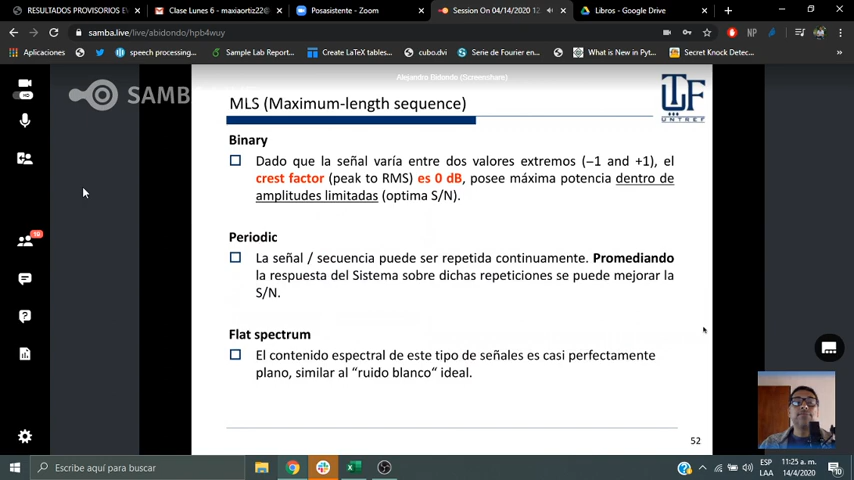 RESULTADOS PROVISORIOS E
Clase Lunes 6 - maxiaortiz22@
Posasistente - Zoom
Session On 04/14/2020 12
Libros - Google Drive
samba.live/live/abidondo/hpb4wuy
Aplicaciones
speech processing...
Sample Lab Report...
Create LaTeX tables...
cubo.dvi
Serie de Fourier en...
What is New in Pyt...
Secret Knock Detec...
Alejandro Bidondo (Screenshare)
SAMB
MLS (Maximum-length sequence)
UNTREF
Binary
Dado que la señal varía entre dos valores extremos (−1 and +1), el
crest factor (peak to RMS) es 0 dB, posee máxima potencia dentro de
amplitudes limitadas (optima S/N).
Periodic
La señal / secuencia puede ser repetida continuamente. Promediando
la respuesta del Sistema sobre dichas repeticiones se puede mejorar la
S/N.
Flat spectrum
El contenido espectral de este tipo de señales es casi perfectamente
plano, similar al “ruido blanco“ ideal.
52
HD
10
Escribe aquí para buscar
ESP
LAA
11:25 a. m.
14/4/2020